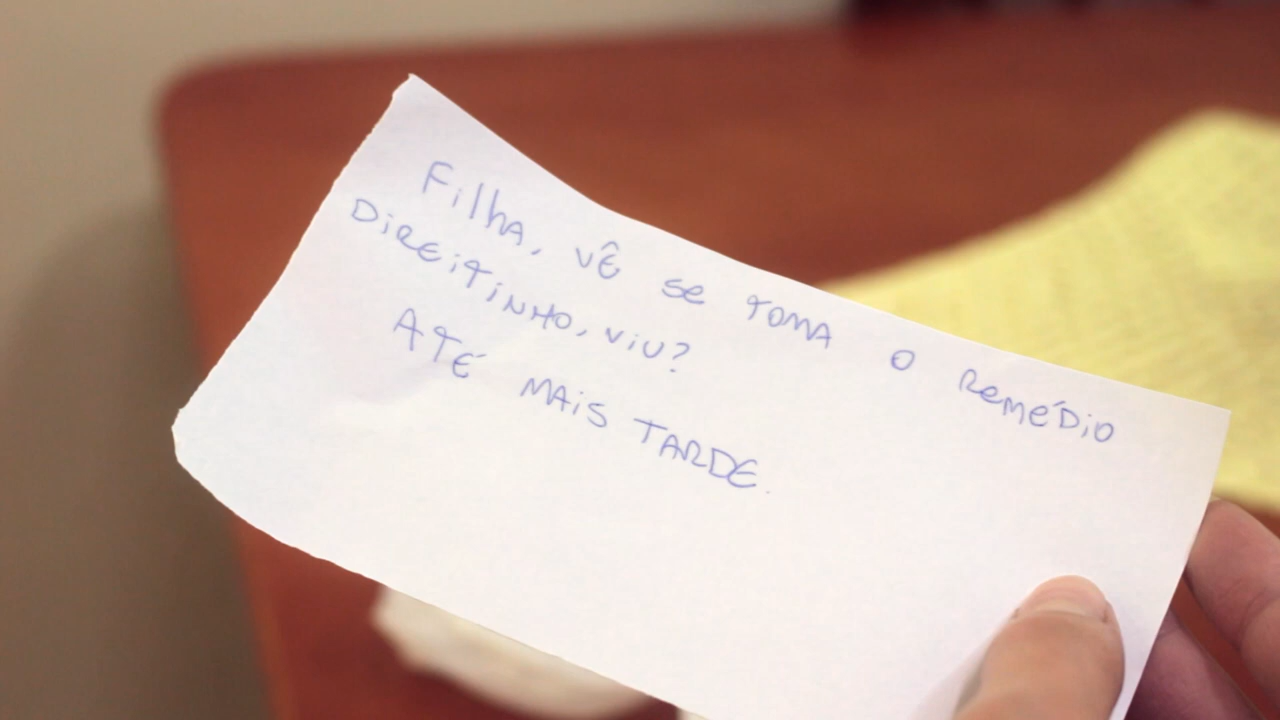 Filha, vê se toma o remédio
direitinho, viu?
Até mais tarde.